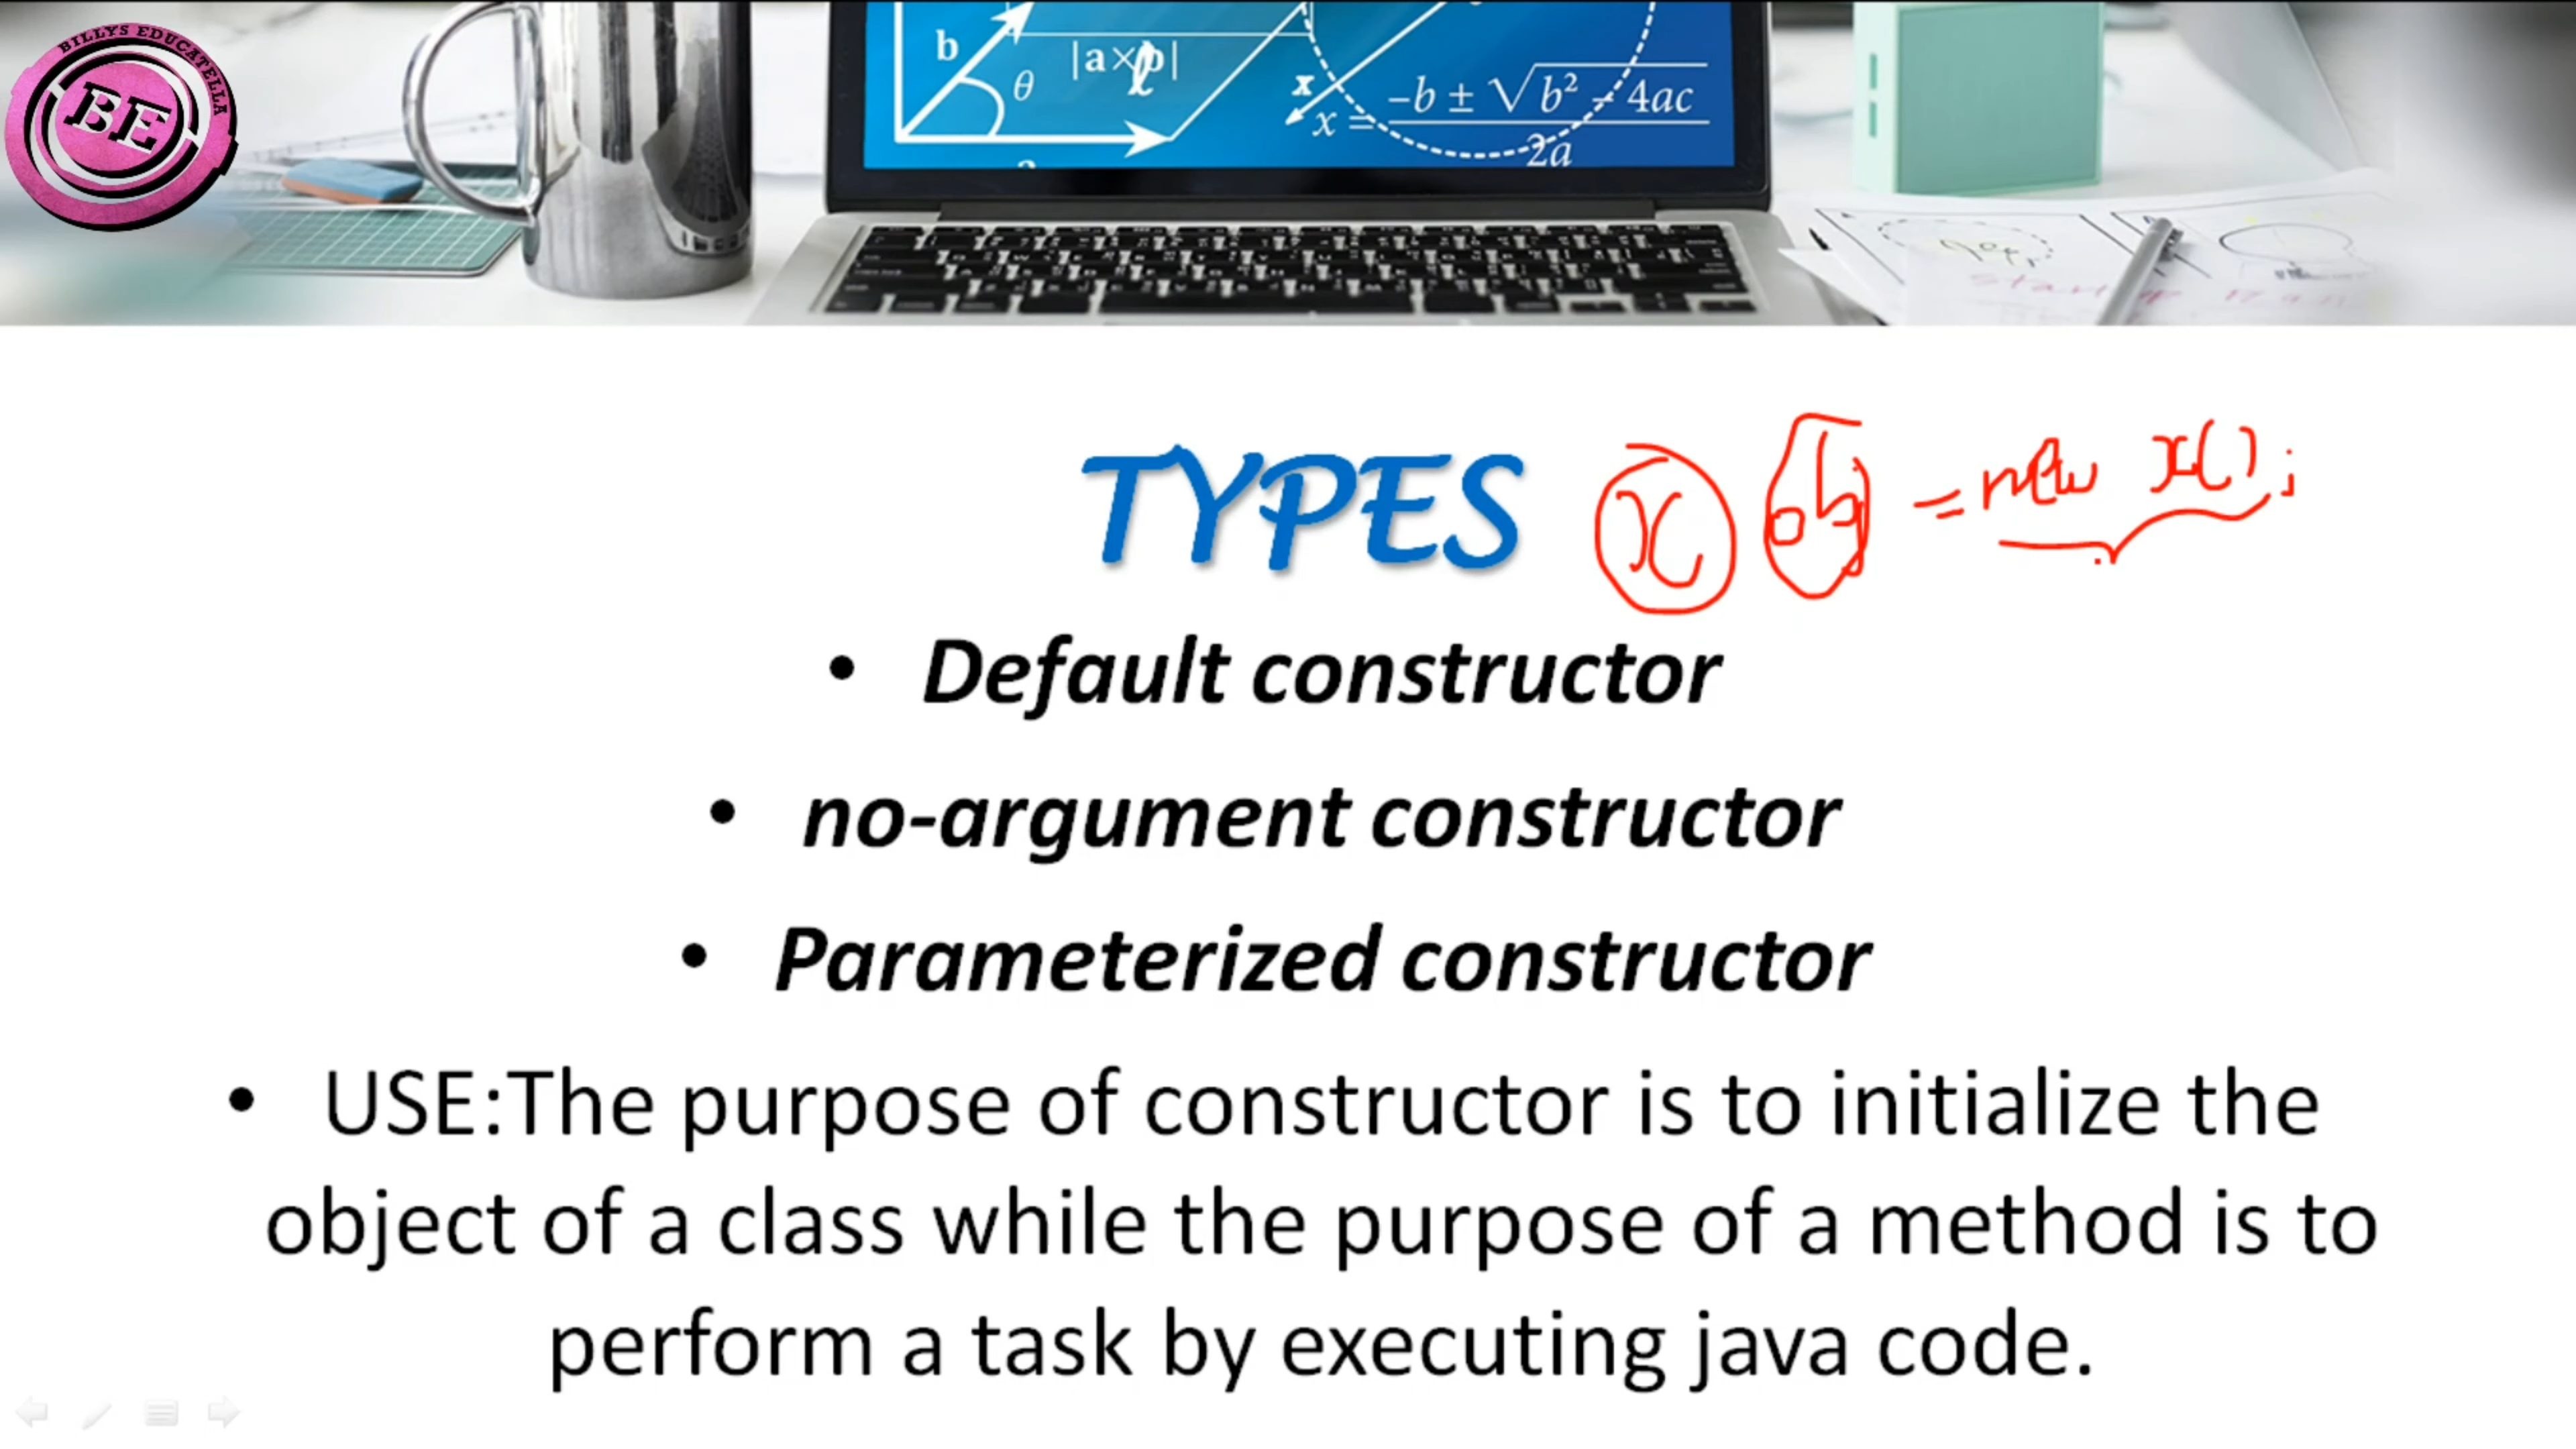 BILLYS EDUCATELLA
BE
b
θ
|a×b|
x
x = -b ± √b² - 4ac
2a
TYPES
x obj = new x();
• Default constructor
• no-argument constructor
• Parameterized constructor
• USE:The purpose of constructor is to initialize the
object of a class while the purpose of a method is to
perform a task by executing java code.